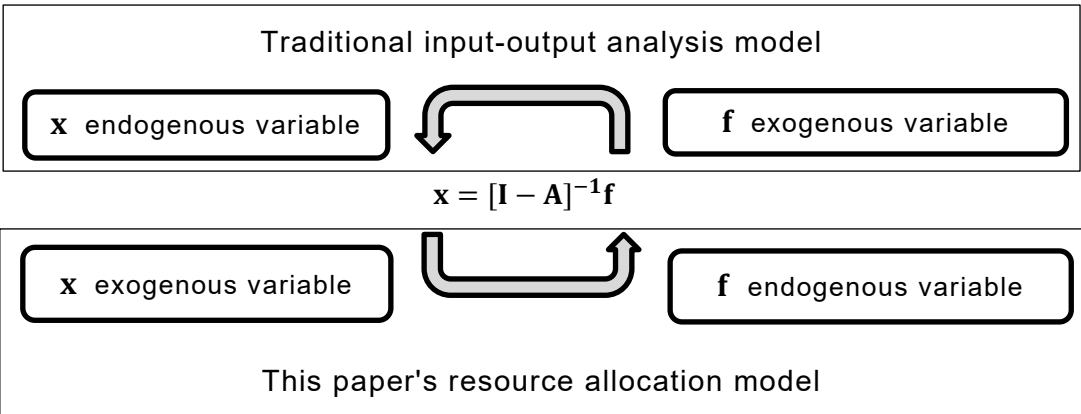 Traditional input-output analysis model
x endogenous variable
f exogenous variable
x = [I − A]⁻¹f
x exogenous variable
f endogenous variable
This paper's resource allocation model